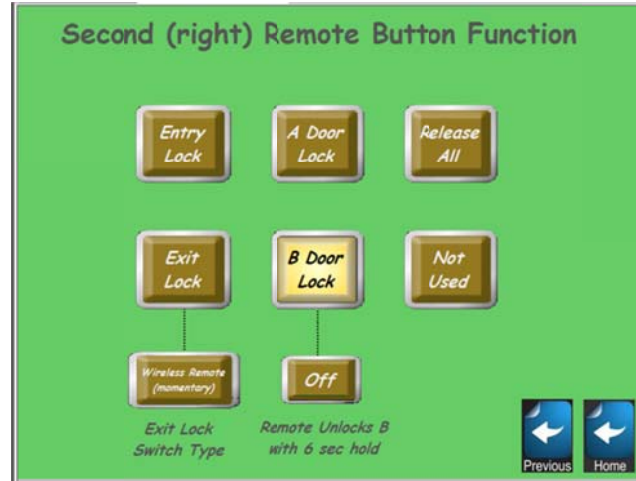 Second (right) Remote Button Function
Entry
Lock
A Door
Lock
Release
All
Exit
Lock
B Door
Lock
Not
Used
Wireless Remote
(momentary)
Off
Exit Lock
Switch Type
Remote Unlocks B
with 6 sec hold
Previous
Home